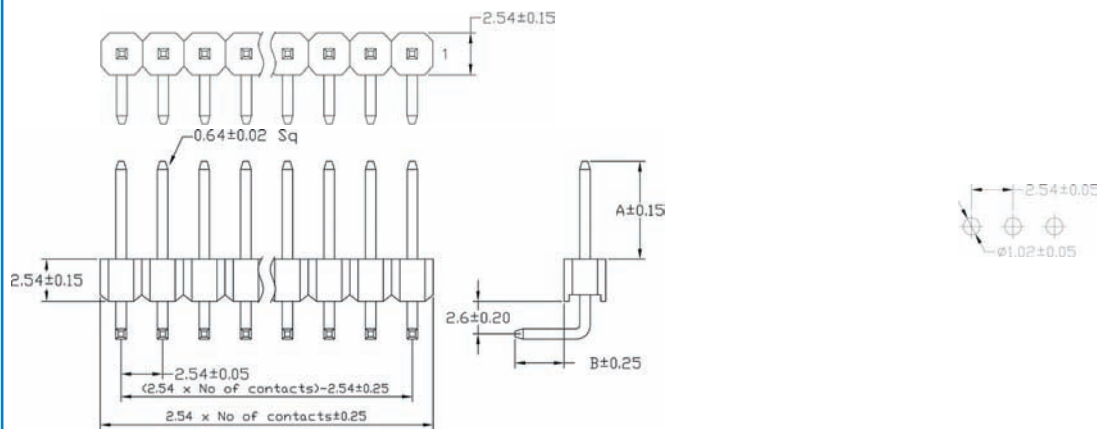 2.54±0.15
1
0.64±0.02 Sq
A±0.15
2.54±0.05
ø1.02±0.05
2.54±0.15
2.6±0.20
B±0.25
2.54±0.05
(2.54 x No of contacts)-2.54±0.25
2.54 x No of contacts±0.25